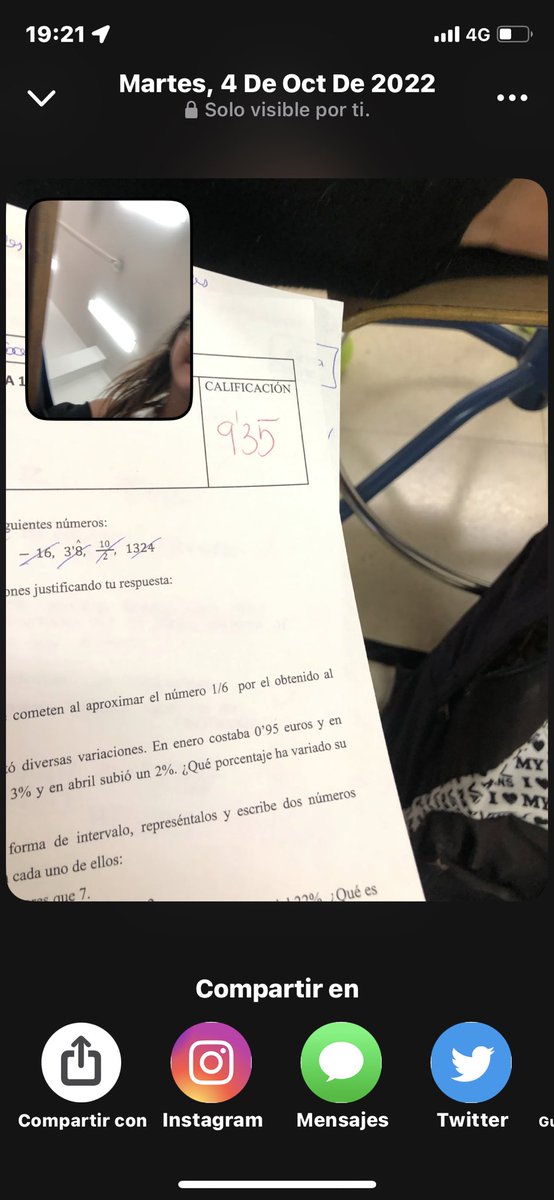 19:21
4G
Martes, 4 De Oct De 2022
Solo visible por ti.
A 1
CALIFICACIÓN
9'35
guientes números:
– 16, 3'8̂, 10/2, 1324
ones justificando tu respuesta:
cometen al aproximar el número 1/6 por el obtenido al
ó diversas variaciones. En enero costaba 0'95 euros y en
3% y en abril subió un 2%. ¿Qué porcentaje ha variado su
forma de intervalo, represéntalos y escribe dos números
cada uno de ellos:
que 7.
¿Qué es
MY
I ♥
I ♥ MY
Compartir en
Compartir con
Instagram
Mensajes
Twitter
Gu